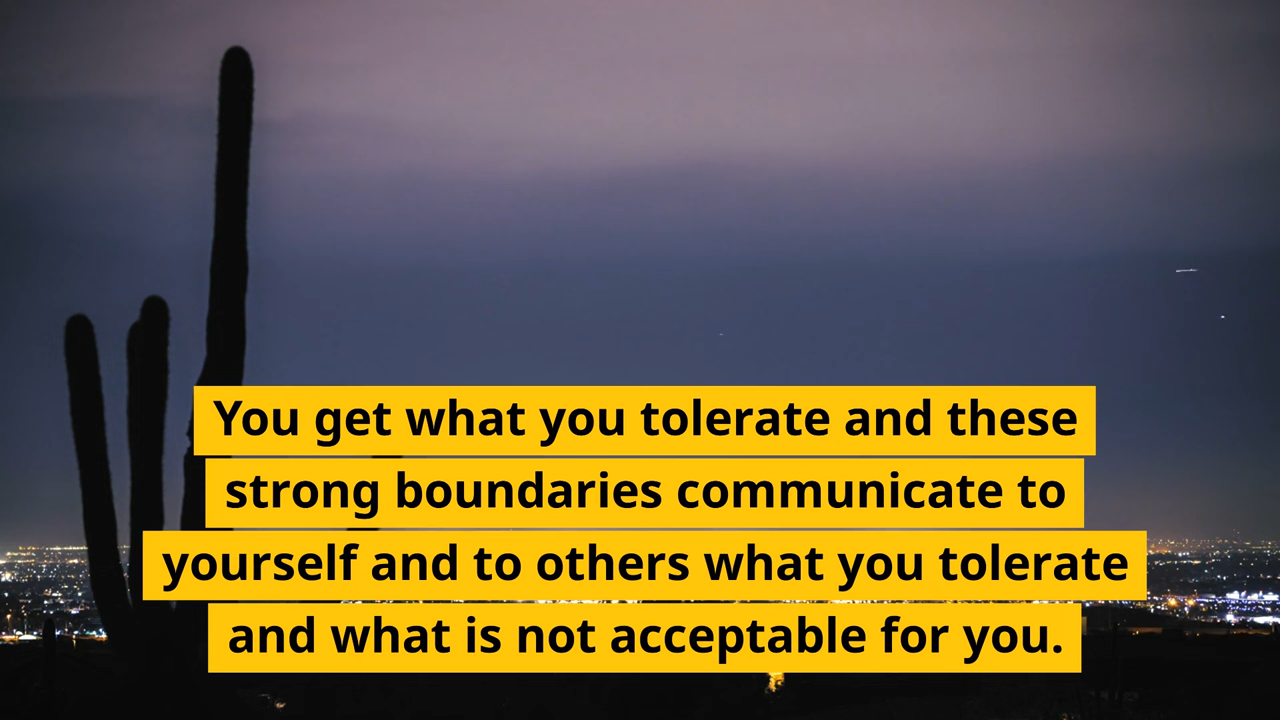 You get what you tolerate and these
strong boundaries communicate to
yourself and to others what you tolerate
and what is not acceptable for you.